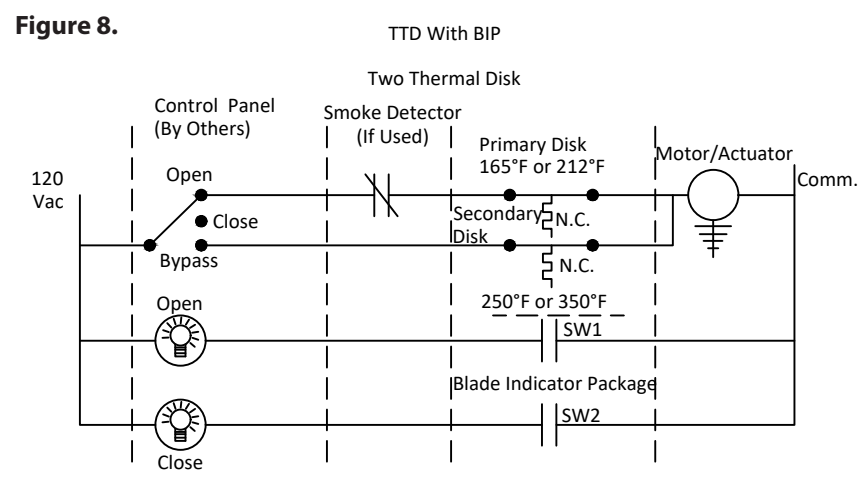 Figure 8.
TTD With BIP
Two Thermal Disk
Control Panel
(By Others)
Smoke Detector
(If Used)
Primary Disk
165°F or 212°F
Motor/Actuator
120
Vac
Open
Comm.
Close
Secondary
Disk
N.C.
Bypass
N.C.
250°F or 350°F
Open
SW1
Blade Indicator Package
SW2
Close